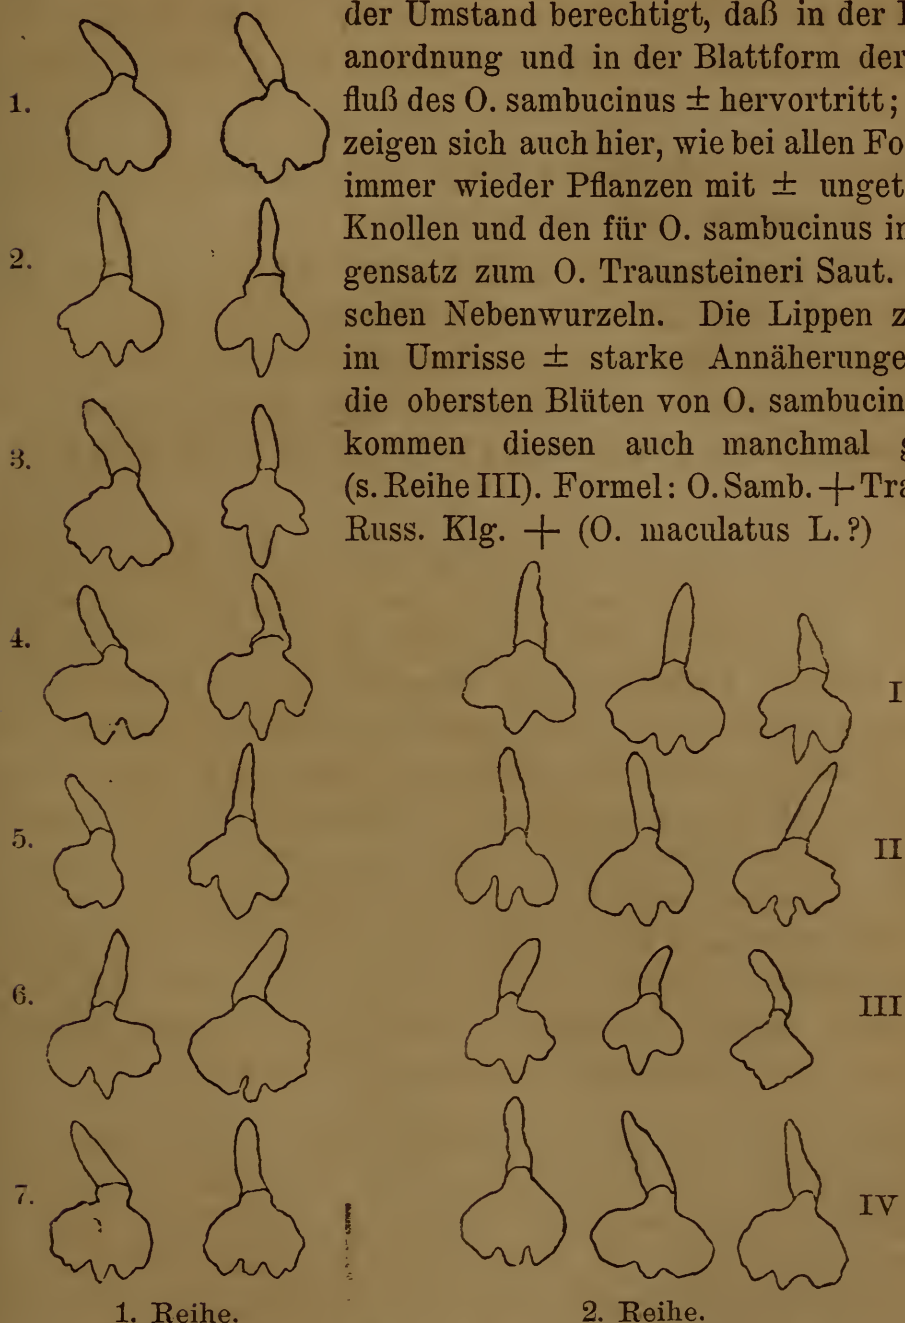 der Umstand berechtigt, daß in der
anordnung und in der Blattform der
fluß des O. sambucinus ± hervortritt;
zeigen sich auch hier, wie bei allen Fo
immer wieder Pflanzen mit ± unget
Knollen und den für O. sambucinus in
gensatz zum O. Traunsteineri Saut.
schen Nebenwurzeln. Die Lippen z
im Umrisse ± starke Annäherunge
die obersten Blüten von O. sambucin
kommen diesen auch manchmal g
(s. Reihe III). Formel: O. Samb. + Tra
Russ. Klg. + (O. maculatus L.?)
1.
2.
3.
4.
5.
6.
7.
1. Reihe.
I
II
III
IV
2. Reihe.